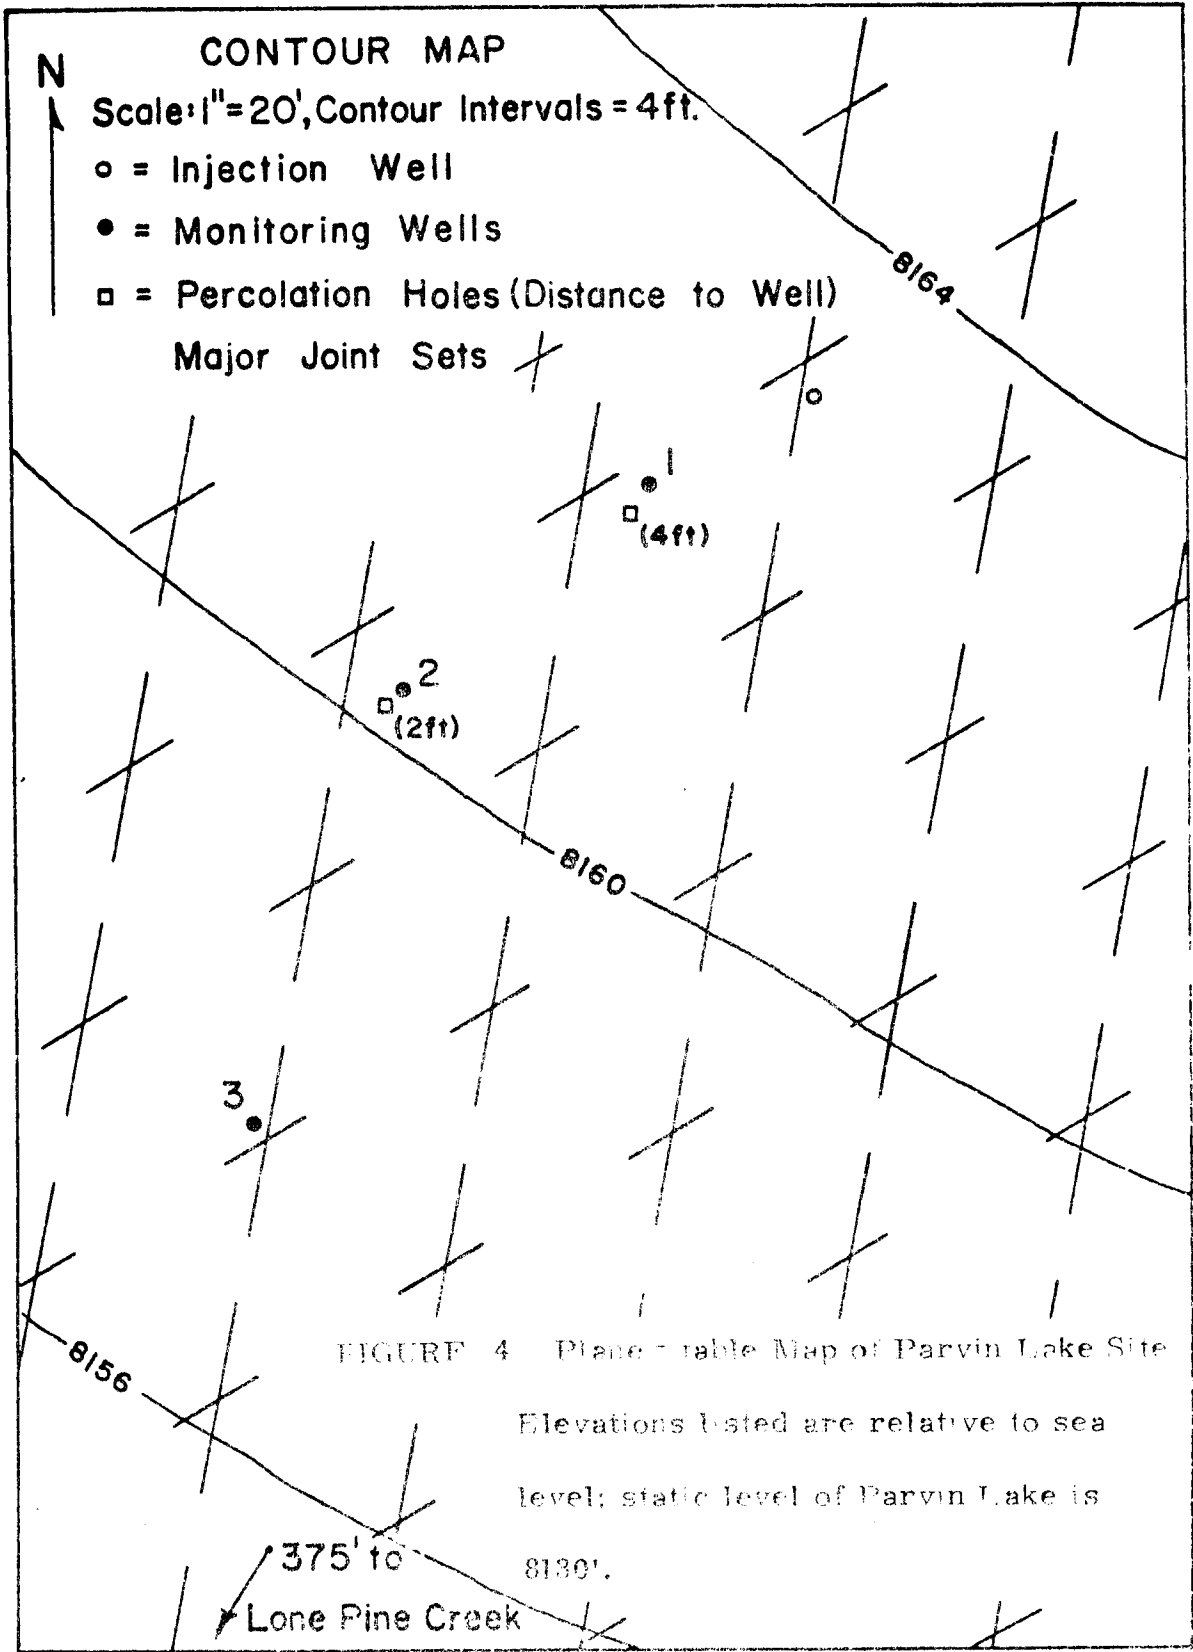 CONTOUR MAP
N
Scale: 1" = 20', Contour Intervals = 4ft.
= Injection Well
= Monitoring Wells
= Percolation Holes (Distance to Well)
Major Joint Sets
8164
1
(4ft)
2
(2ft)
8160
3
8156
FIGURE 4 Plane-table Map of Parvin Lake Site
Elevations listed are relative to sea
level; static level of Parvin Lake is
8130'.
375' to
Lone Pine Creek